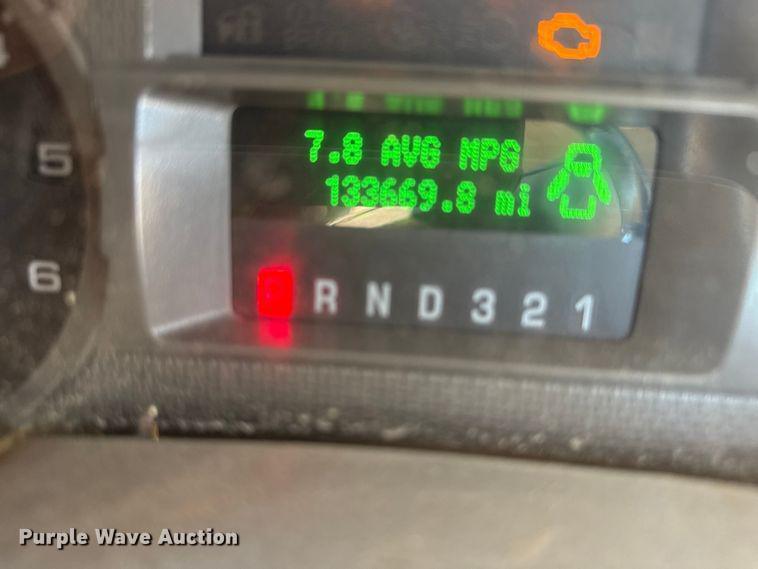 5
6
7.8 AVG MPG
133669.8 mi
R N D 3 2 1
Purple Wave Auction